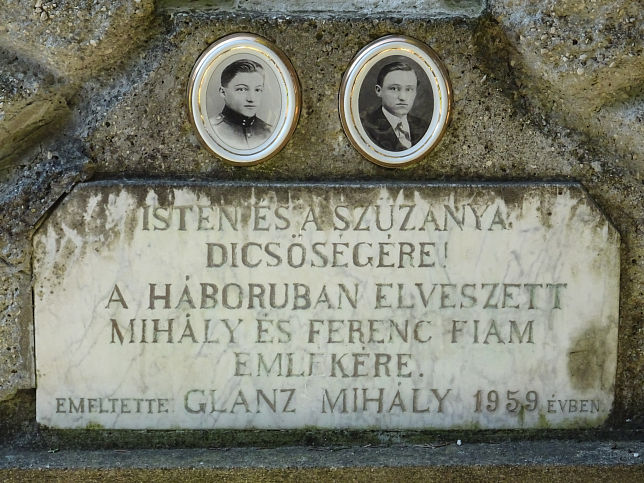 ISTEN ÉS A SZŰZANYA
DICSŐSÉGÉRE!
A HÁBORUBAN ELVESZETT
MIHÁLY ÉS FERENC FIAM
EMLÉKÉRE.
EMELTETTE: GLANZ MIHÁLY 1959 ÉVBEN.